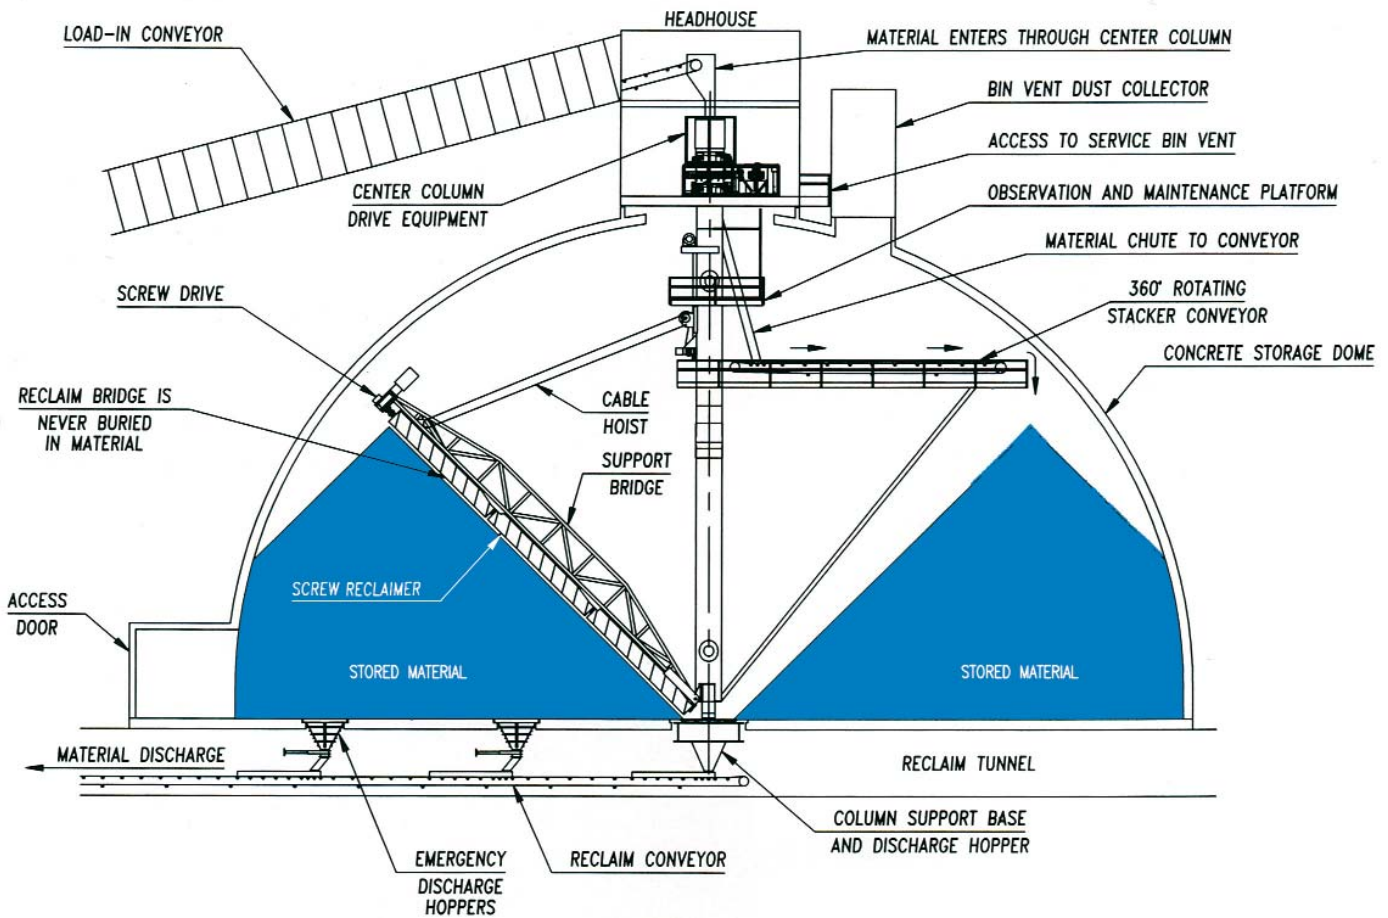 HEADHOUSE
LOAD-IN CONVEYOR
MATERIAL ENTERS THROUGH CENTER COLUMN
BIN VENT DUST COLLECTOR
ACCESS TO SERVICE BIN VENT
CENTER COLUMN
DRIVE EQUIPMENT
OBSERVATION AND MAINTENANCE PLATFORM
MATERIAL CHUTE TO CONVEYOR
SCREW DRIVE
360° ROTATING
STACKER CONVEYOR
CONCRETE STORAGE DOME
RECLAIM BRIDGE IS
NEVER BURIED
IN MATERIAL
CABLE
HOIST
SUPPORT
BRIDGE
SCREW RECLAIMER
ACCESS
DOOR
STORED MATERIAL
STORED MATERIAL
MATERIAL DISCHARGE
RECLAIM TUNNEL
COLUMN SUPPORT BASE
AND DISCHARGE HOPPER
EMERGENCY
DISCHARGE
HOPPERS
RECLAIM CONVEYOR